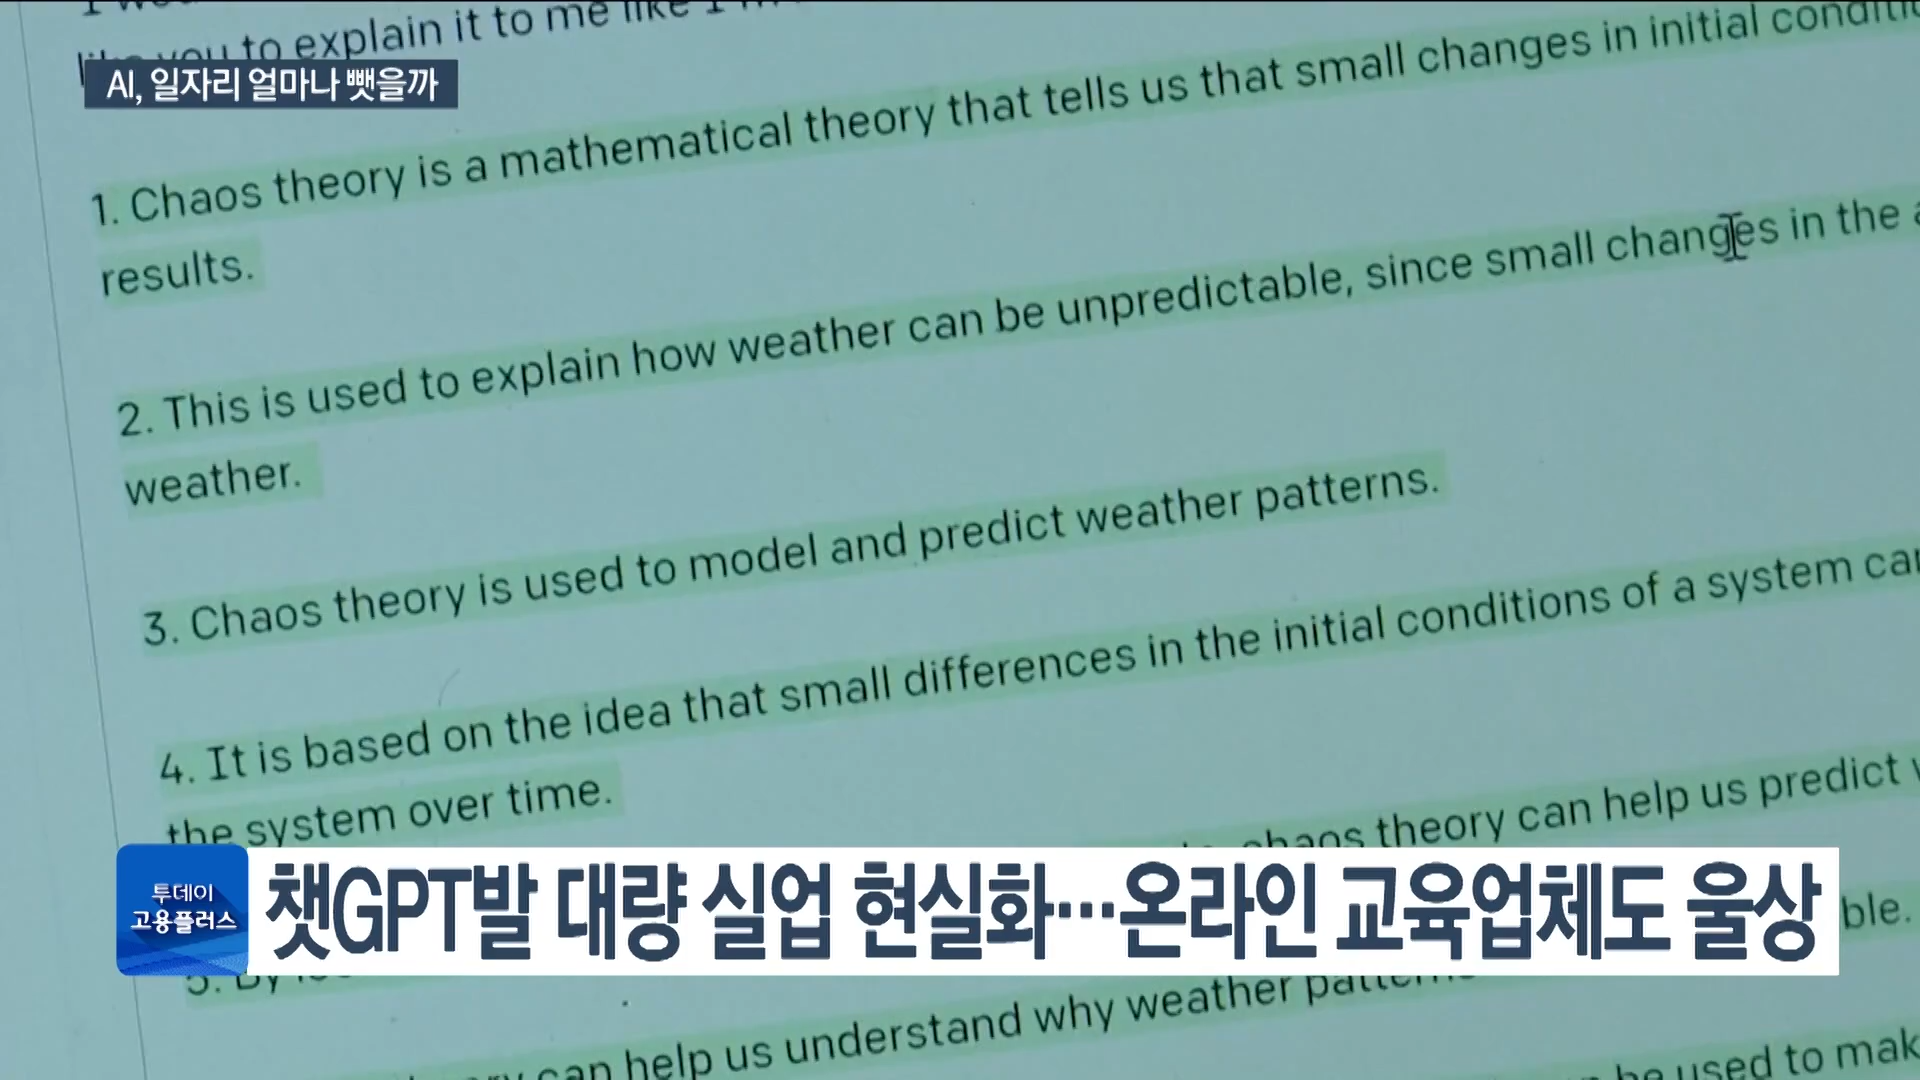 like you to explain it to me like I
AI, 일자리 얼마나 뺏을까
1. Chaos theory is a mathematical theory that tells us that small changes in initial
results.
2. This is used to explain how weather can be unpredictable, since small changes in the
weather.
3. Chaos theory is used to model and predict weather patterns.
4. It is based on the idea that small differences in the initial conditions of a system
the system over time.
chaos theory can help us predict
투데이
고용플러스
챗GPT발 대량 실업 현실화…온라인 교육업체도 울상
5. By
can help us understand why weather
be used to